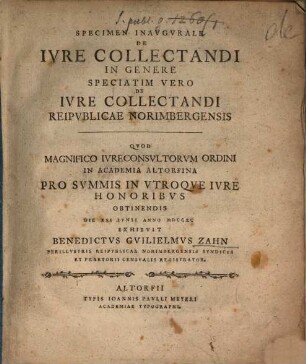 SPECIMEN INAVGVRALE
DE
IVRE COLLECTANDI
IN GENERE
SPECIATIM VERO
DE
IVRE COLLECTANDI
REIPVBLICAE NORIMBERGENSIS
QVOD
MAGNIFICO IVRECONSVLTORVM ORDINI
IN ACADEMIA ALTORFINA
PRO SVMMIS IN VTROQVE IVRE
HONORIBVS
OBTINENDIS
DIE XXI IVNII ANNO MDCCXC
EXHIBVIT
BENEDICTVS GVILIELMVS ZAHN
PERILLVSTRIS REIPVBLICAE NORIMBERGENSIS SYNDICVS
ET PRAETORII CENSVALIS REGISTRATOR.
ALTORFII
TYPIS IOANNIS PAVLLI MEYERI
ACADEMIAE TYPOGRAPHI.